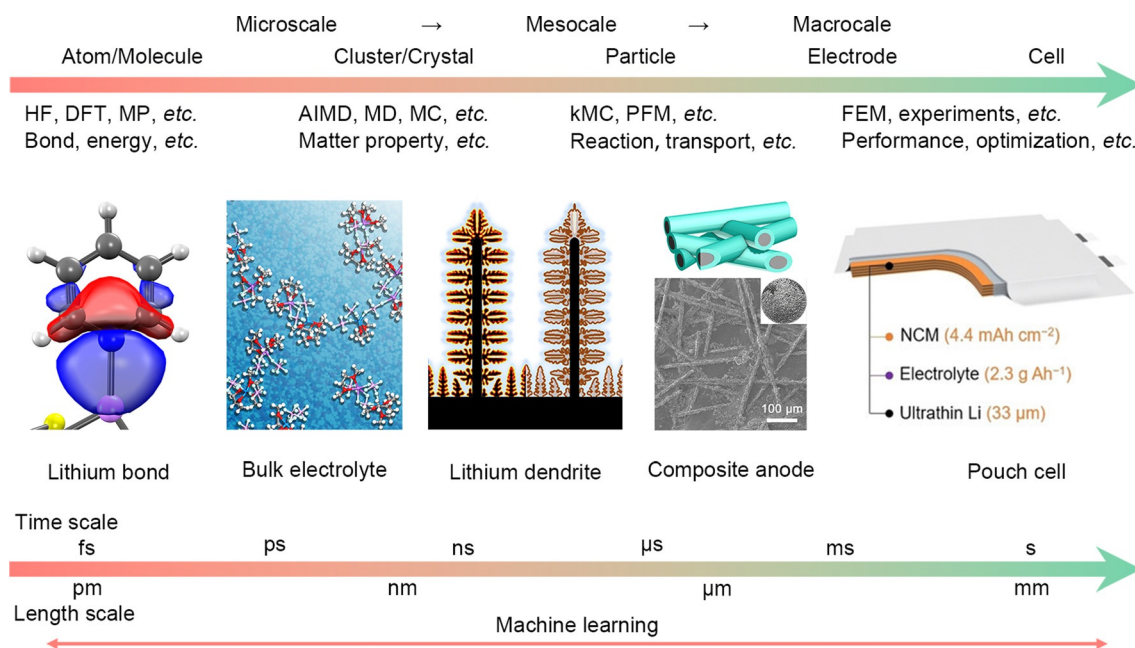 Microscale → Mesocale → Macrocale
Atom/Molecule Cluster/Crystal Particle Electrode Cell
HF, DFT, MP, etc. AIMD, MD, MC, etc. kMC, PFM, etc. FEM, experiments, etc.
Bond, energy, etc. Matter property, etc. Reaction, transport, etc. Performance, optimization, etc.
NCM (4.4 mAh cm⁻²)
Electrolyte (2.3 g Ah⁻¹)
100 µm
Ultrathin Li (33 µm)
Lithium bond Bulk electrolyte Lithium dendrite Composite anode Pouch cell
Time scale
fs ps ns µs ms s
pm nm µm mm
Length scale
Machine learning